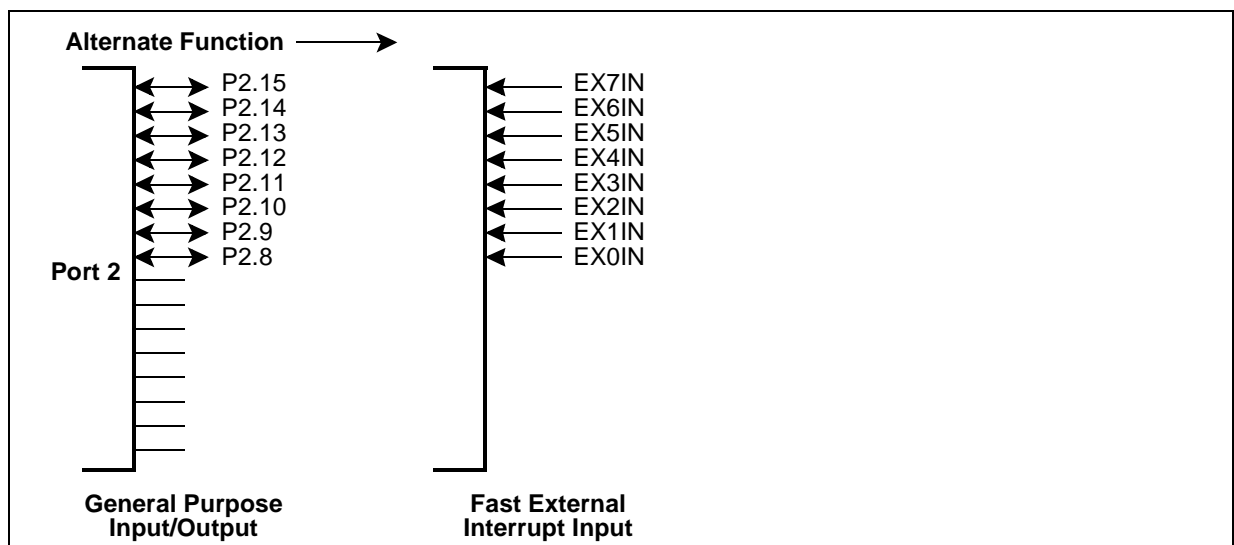 Alternate Function
P2.15 EX7IN
P2.14 EX6IN
P2.13 EX5IN
P2.12 EX4IN
P2.11 EX3IN
P2.10 EX2IN
P2.9 EX1IN
P2.8 EX0IN
Port 2
General Purpose
Input/Output
Fast External
Interrupt Input